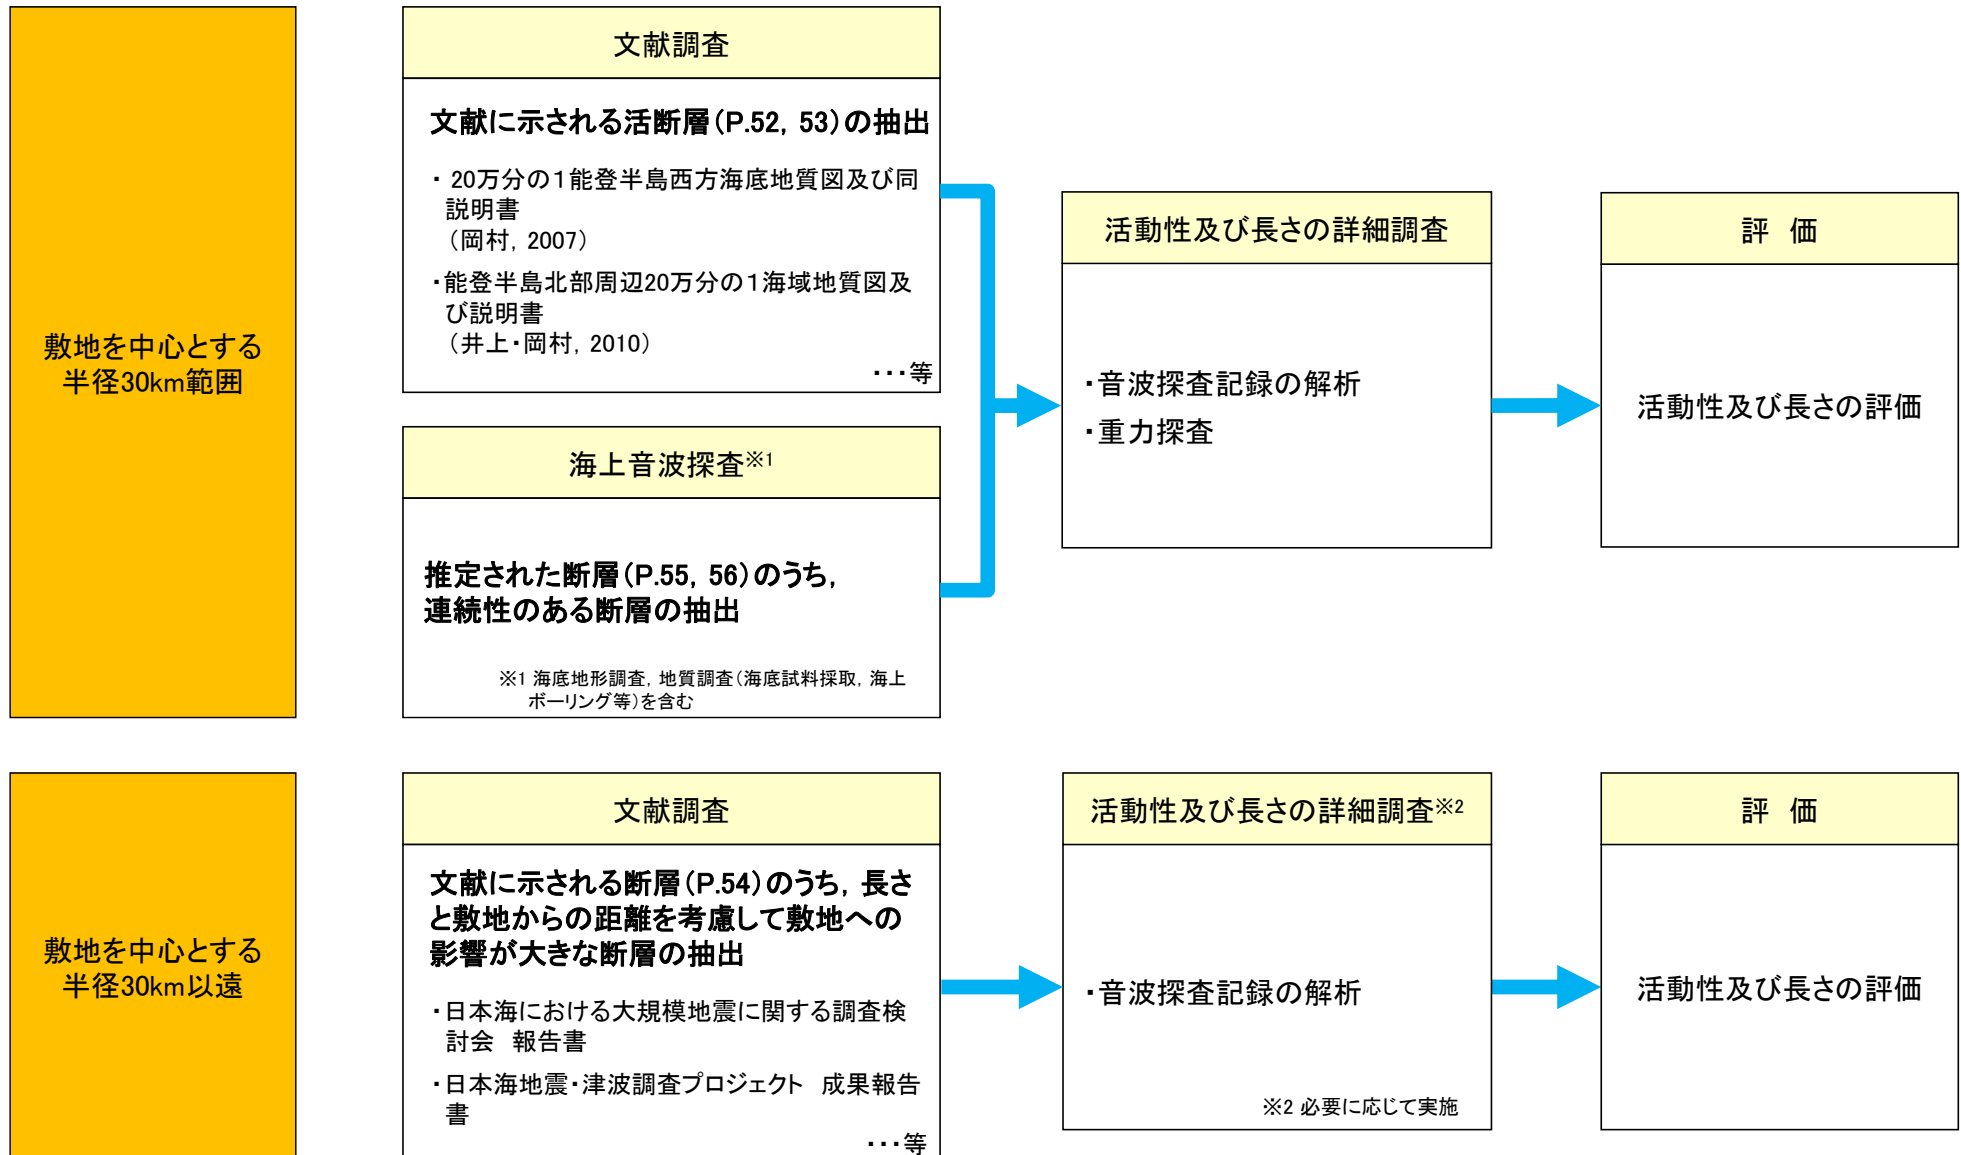 敷地を中心とする
半径30km範囲
文献調査
文献に示される活断層(P.52, 53)の抽出
・ 20万分の1能登半島西方海底地質図及び同
説明書
(岡村, 2007)
・能登半島北部周辺20万分の1海域地質図及
び説明書
(井上・岡村, 2010)
・・・等
海上音波探査※1
推定された断層(P.55, 56)のうち,
連続性のある断層の抽出
※1 海底地形調査, 地質調査(海底試料採取, 海上
ボーリング等)を含む
活動性及び長さの詳細調査
・音波探査記録の解析
・重力探査
評　価
活動性及び長さの評価
敷地を中心とする
半径30km以遠
文献調査
文献に示される断層(P.54)のうち, 長さ
と敷地からの距離を考慮して敷地への
影響が大きな断層の抽出
・日本海における大規模地震に関する調査検
討会　報告書
・日本海地震・津波調査プロジェクト　成果報告
書
・・・等
活動性及び長さの詳細調査※2
・音波探査記録の解析
※2 必要に応じて実施
評　価
活動性及び長さの評価